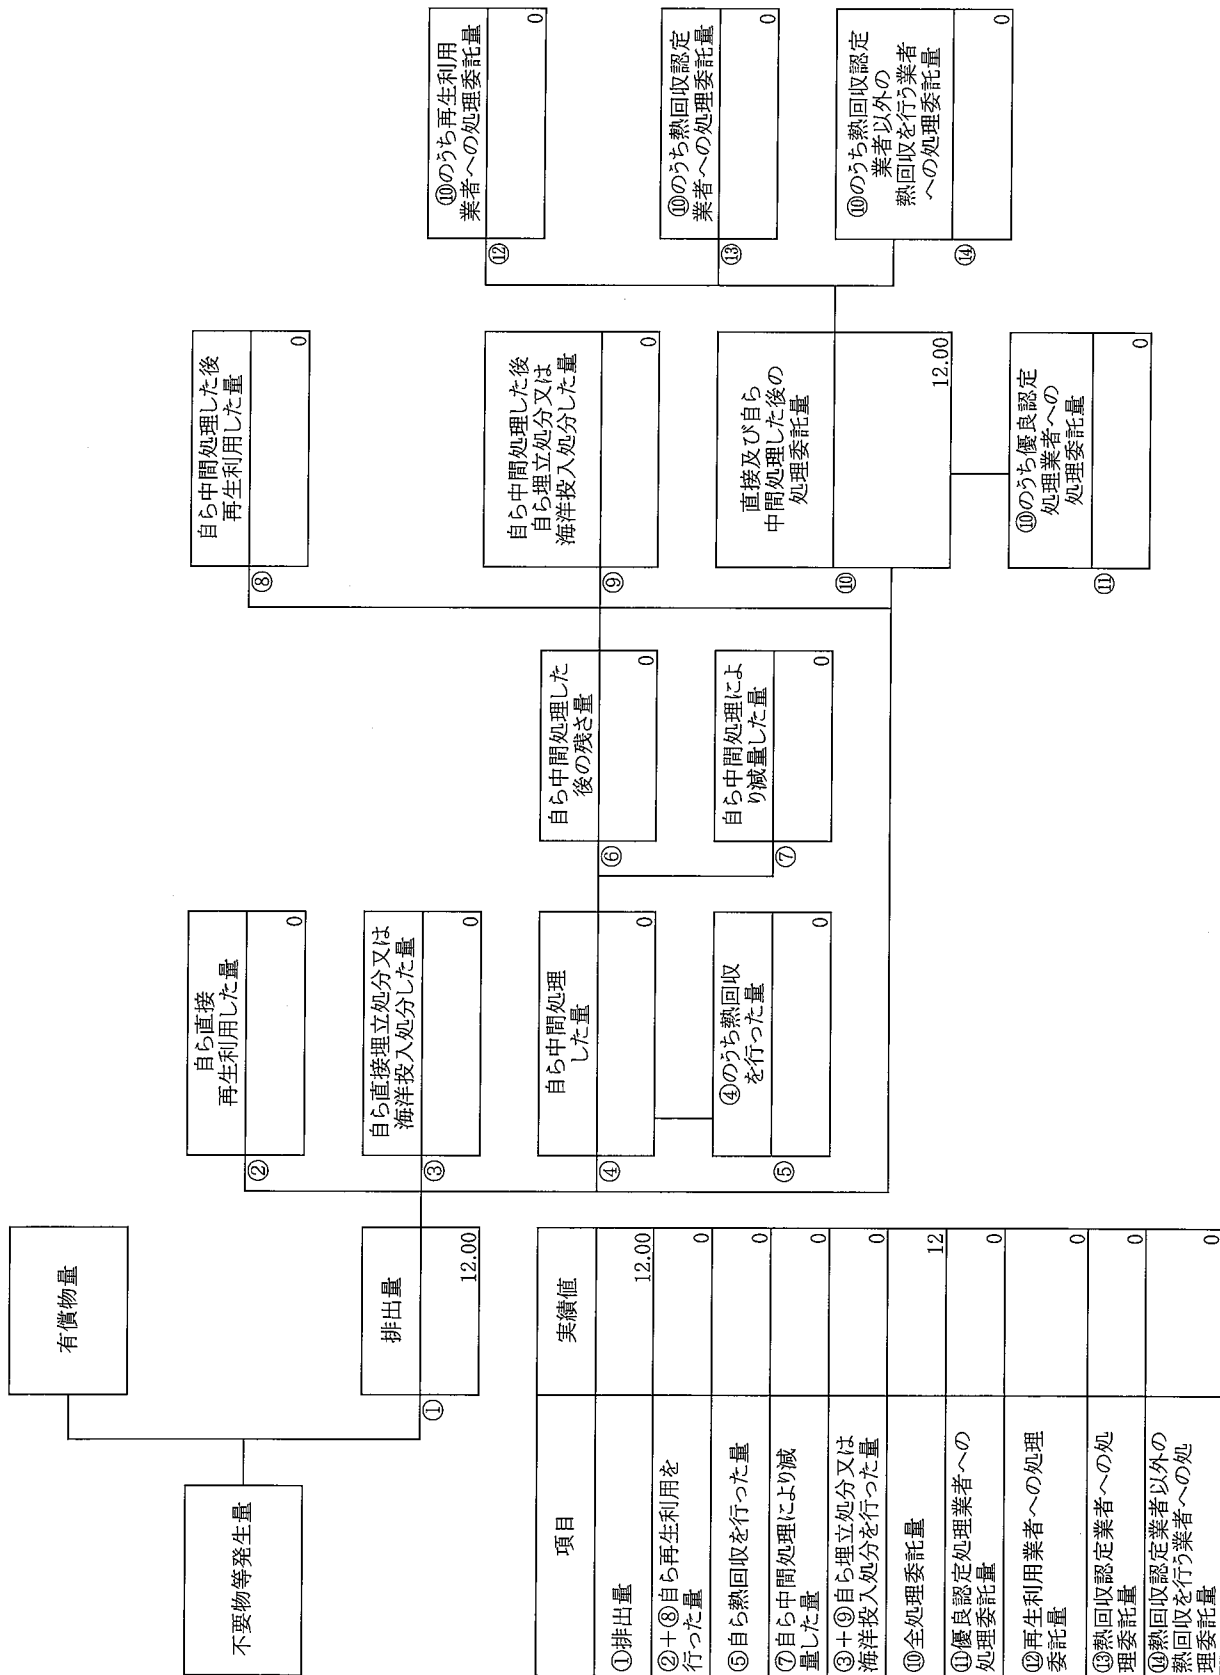 不要物等発生量
有償物量
①
排出量
12.00
②
自ら直接
再生利用した量
0
③
自ら直接埋立処分又は
海洋投入処分した量
0
④
自ら中間処理
した量
0
⑤
④のうち熱回収
を行った量
0
⑥
自ら中間処理した
後の残さ量
0
⑦
自ら中間処理によ
り減量した量
0
⑧
自ら中間処理した後
再生利用した量
0
⑨
自ら中間処理した後
自ら埋立処分又は
海洋投入処分した量
0
⑩
直接及び自ら
中間処理した後の
処理委託量
12.00
⑪
⑩のうち優良認定
処理業者への
処理委託量
0
⑫
⑩のうち再生利用
業者への処理委託量
0
⑬
⑩のうち熱回収認定
業者への処理委託量
0
⑭
⑩のうち熱回収認定
業者以外の
熱回収を行う業者
への処理委託量
0
項目 実績値
①排出量 12.00
②+⑧自ら再生利用を
行った量 0
⑤自ら熱回収を行った量 0
⑦自ら中間処理により減
量した量 0
③+⑨自ら埋立処分又は
海洋投入処分を行った量 0
⑩全処理委託量 12
⑪優良認定処理業者への
処理委託量 0
⑫再生利用業者への処理
委託量 0
⑬熱回収認定業者への処
理委託量 0
⑭熱回収認定業者以外の
熱回収を行う業者への処
理委託量 0